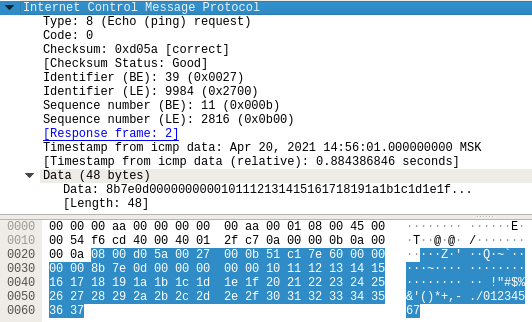 Internet Control Message Protocol
Type: 8 (Echo (ping) request)
Code: 0
Checksum: 0xd05a [correct]
[Checksum Status: Good]
Identifier (BE): 39 (0x0027)
Identifier (LE): 9984 (0x2700)
Sequence number (BE): 11 (0x000b)
Sequence number (LE): 2816 (0x0b00)
[Response frame: 2]
Timestamp from icmp data: Apr 20, 2021 14:56:01.000000000 MSK
[Timestamp from icmp data (relative): 0.884386846 seconds]
Data (48 bytes)
Data: 8b7e0d0000000000101112131415161718191a1b1c1d1e1f...
[Length: 48]
0000 00 00 00 aa 00 00 00 00 00 aa 00 01 08 00 45 00 ········ ······E·
0010 00 54 f6 cd 40 00 40 01 2f c7 0a 00 00 0b 0a 00 ·T··@·@· /·······
0020 00 0a 08 00 d0 5a 00 27 00 0b 51 c1 7e 60 00 00 ·····Z·' ··Q·~`··
0030 00 00 8b 7e 0d 00 00 00 00 00 10 11 12 13 14 15 ···~···· ········
0040 16 17 18 19 1a 1b 1c 1d 1e 1f 20 21 22 23 24 25 ········ ·· !"#$%
0050 26 27 28 29 2a 2b 2c 2d 2e 2f 30 31 32 33 34 35 &'()*+,- ./012345
0060 36 37 67